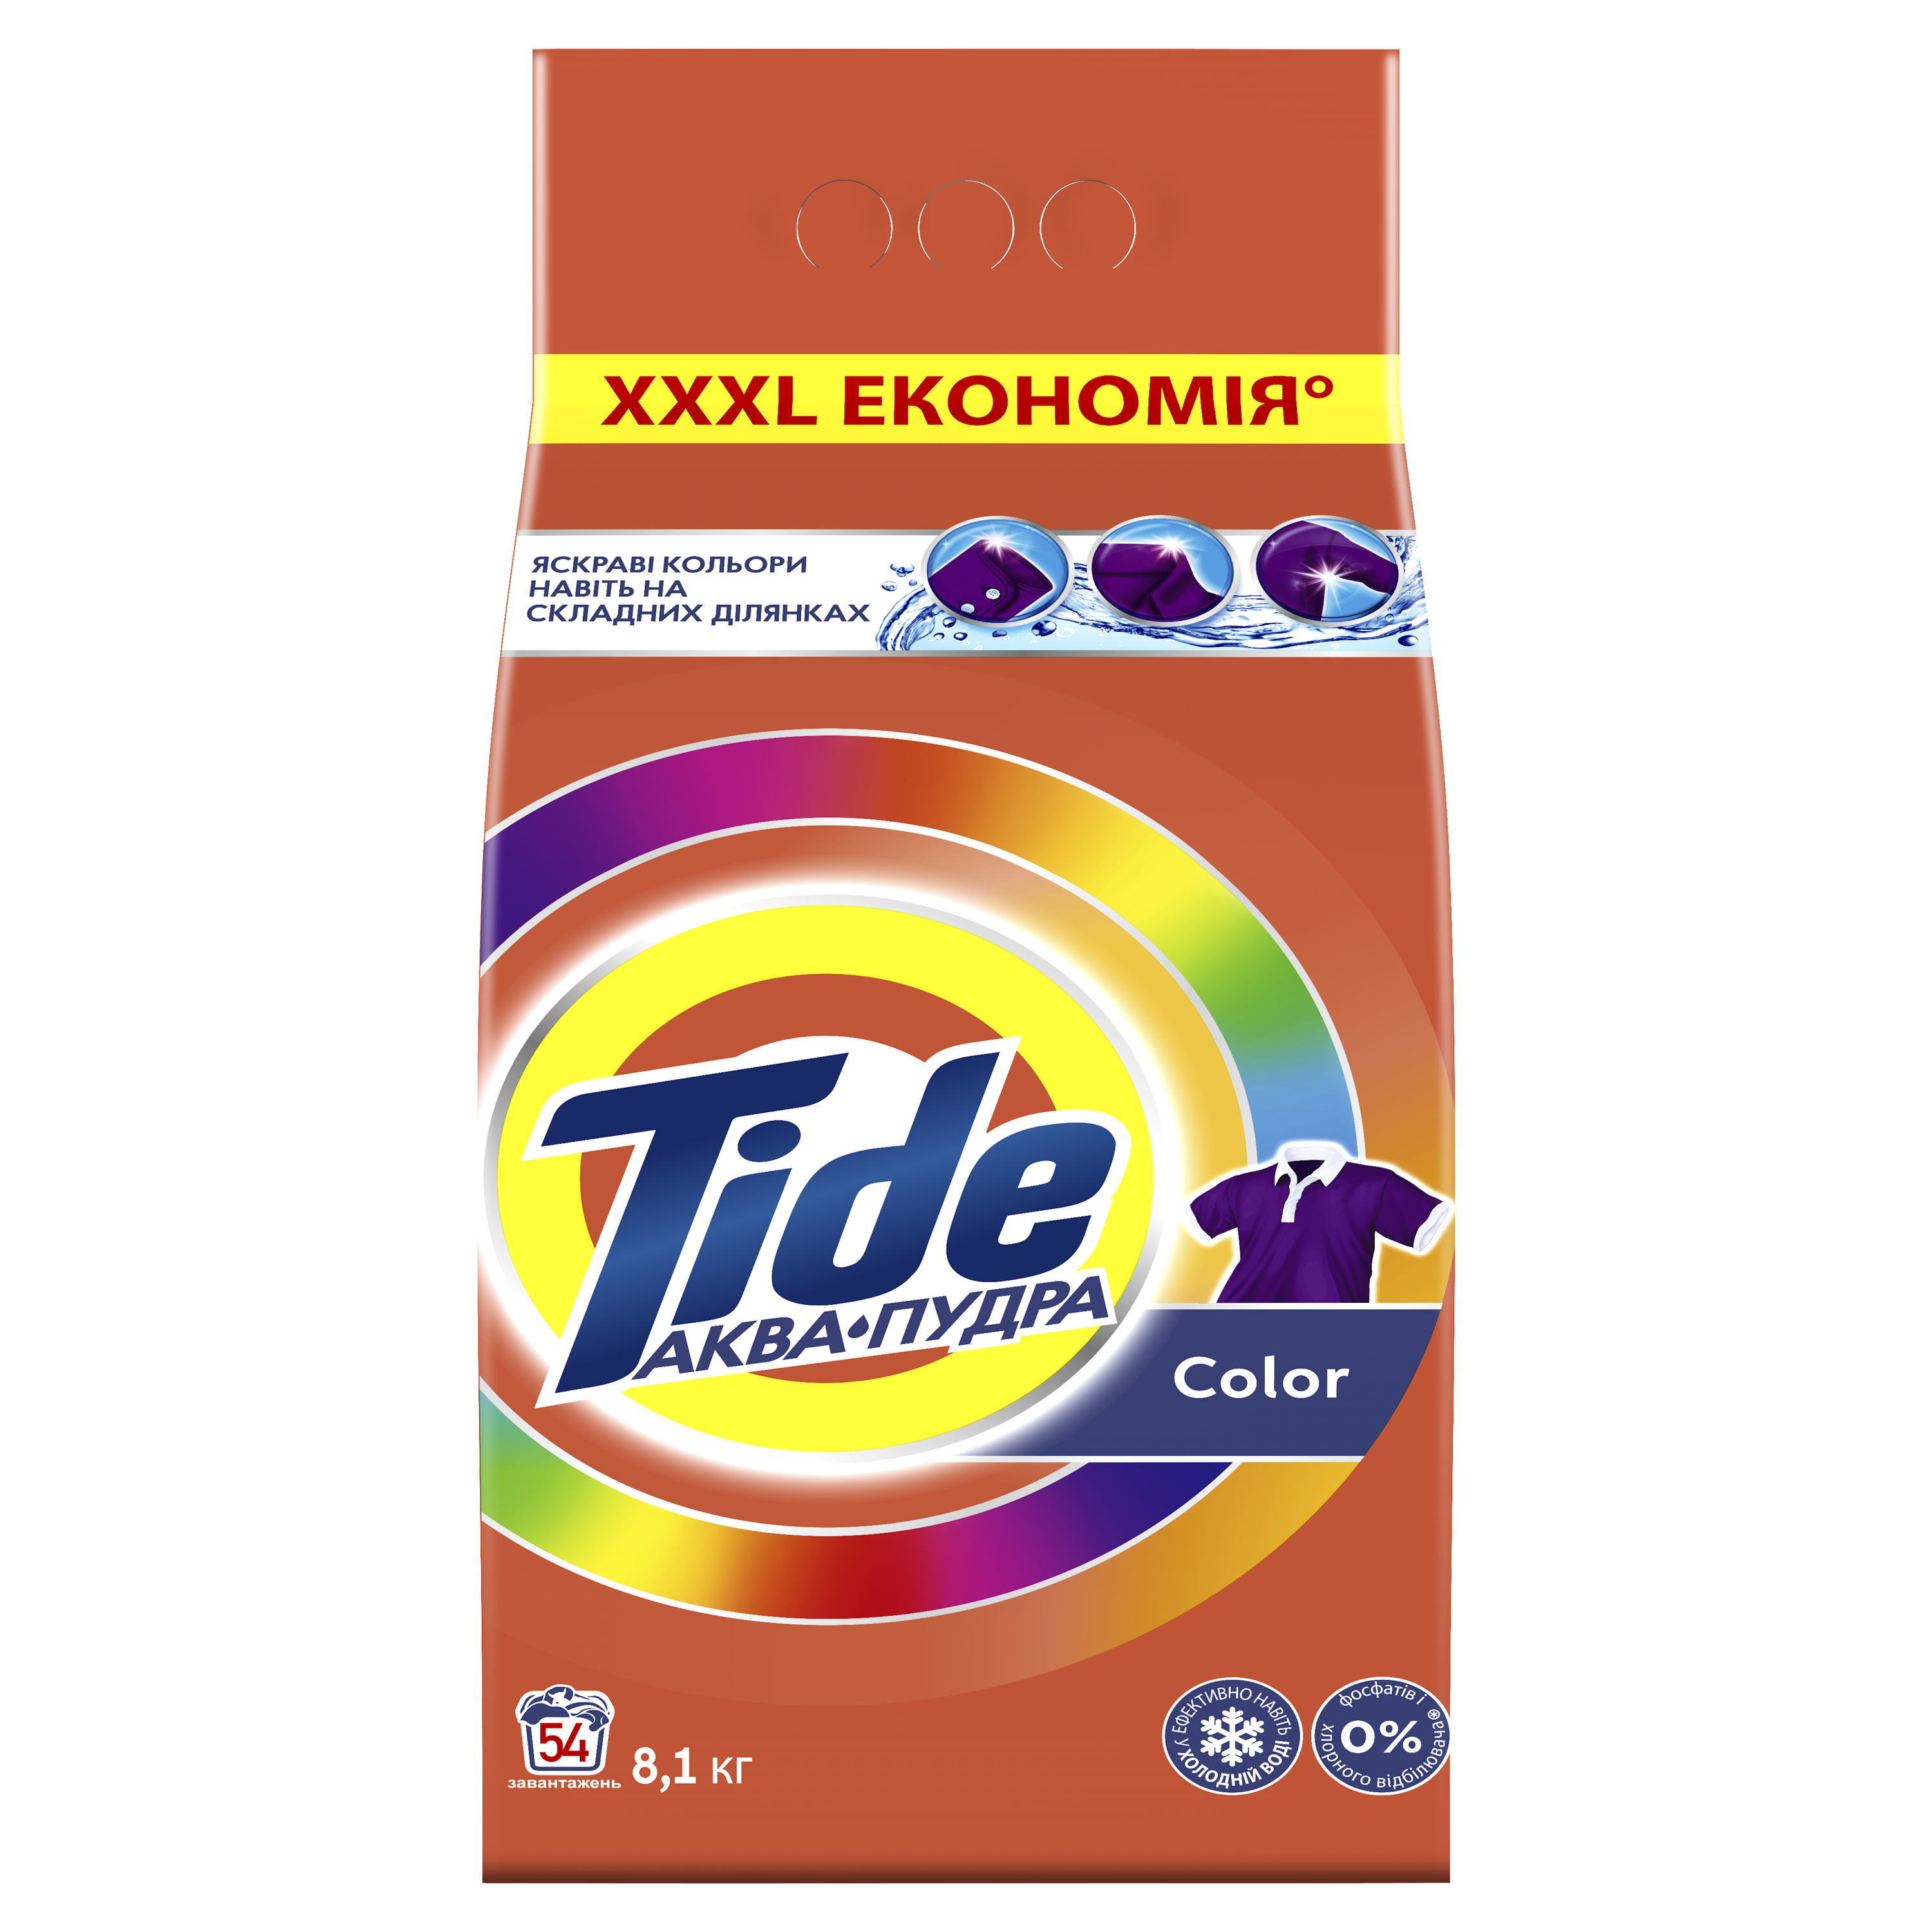 XXXL ЕКОНОМІЯ°
ЯСКРАВІ КОЛЬОРИ
НАВІТЬ НА
СКЛАДНИХ ДІЛЯНКАХ
Tide
АКВА•ПУДРА
Color
54
завантажень
8,1 кг
ЕФЕКТИВНО НАВІТЬ
У ХОЛОДНІЙ ВОДІ
фосфатів і
0%
хлорного відбілювача®